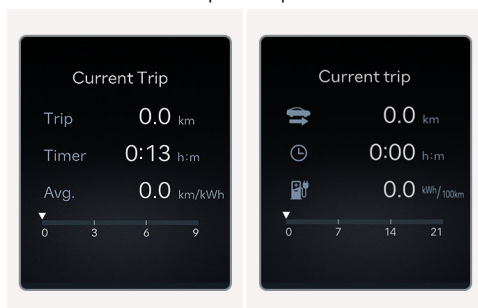 Current Trip
Trip 0.0 km
Timer 0:13 h:m
Avg. 0.0 km/kWh
0 3 6 9
Current trip
0.0 km
0:00 h:m
0.0 kWh/100km
0 7 14 21